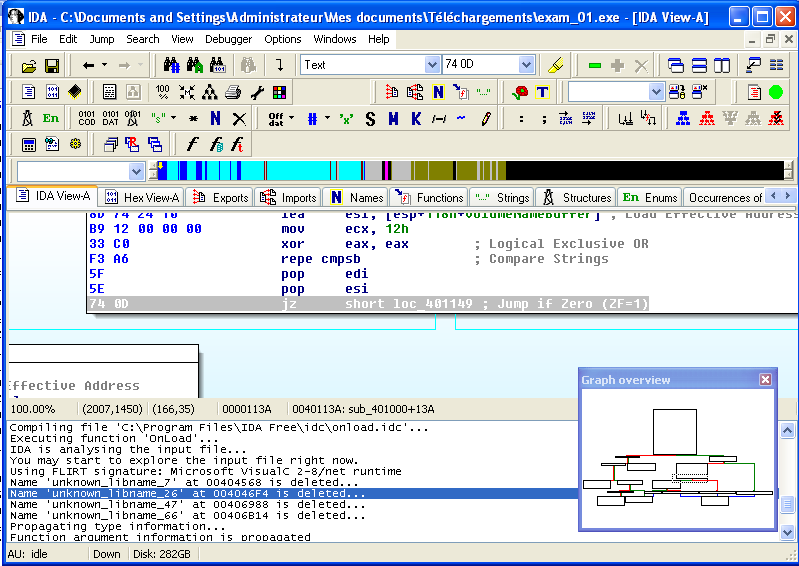 IDA - C:\Documents and Settings\Administrateur\Mes documents\Téléchargements\exam_01.exe - [IDA View-A]
File Edit Jump Search View Debugger Options Windows Help
Text 74 0D
En
Off dat
IDA View-A Hex View-A Exports Imports Names Functions Strings Structures Enums Occurrences of
8D 74 24 10 lea esi, [esp+118h+VolumeNameBuffer] ; Load Effective Address
B9 12 00 00 00 mov ecx, 12h
33 C0 xor eax, eax ; Logical Exclusive OR
F3 A6 repe cmpsb ; Compare Strings
5F pop edi
5E pop esi
74 0D jz short loc_401149 ; Jump if Zero (ZF=1)
Effective Address
Graph overview
100.00% (2007,1450) (166,35) 0000113A 0040113A: sub_401000+13A
Compiling file 'C:\Program Files\IDA Free\idc\onload.idc'...
Executing function 'OnLoad'...
IDA is analysing the input file...
You may start to explore the input file right now.
Using FLIRT signature: Microsoft VisualC 2-8/net runtime
Name 'unknown_libname_7' at 00404568 is deleted...
Name 'unknown_libname_26' at 004046F4 is deleted...
Name 'unknown_libname_47' at 00406988 is deleted...
Name 'unknown_libname_66' at 00406B14 is deleted...
Propagating type information...
Function argument information is propagated
AU: idle Down Disk: 282GB